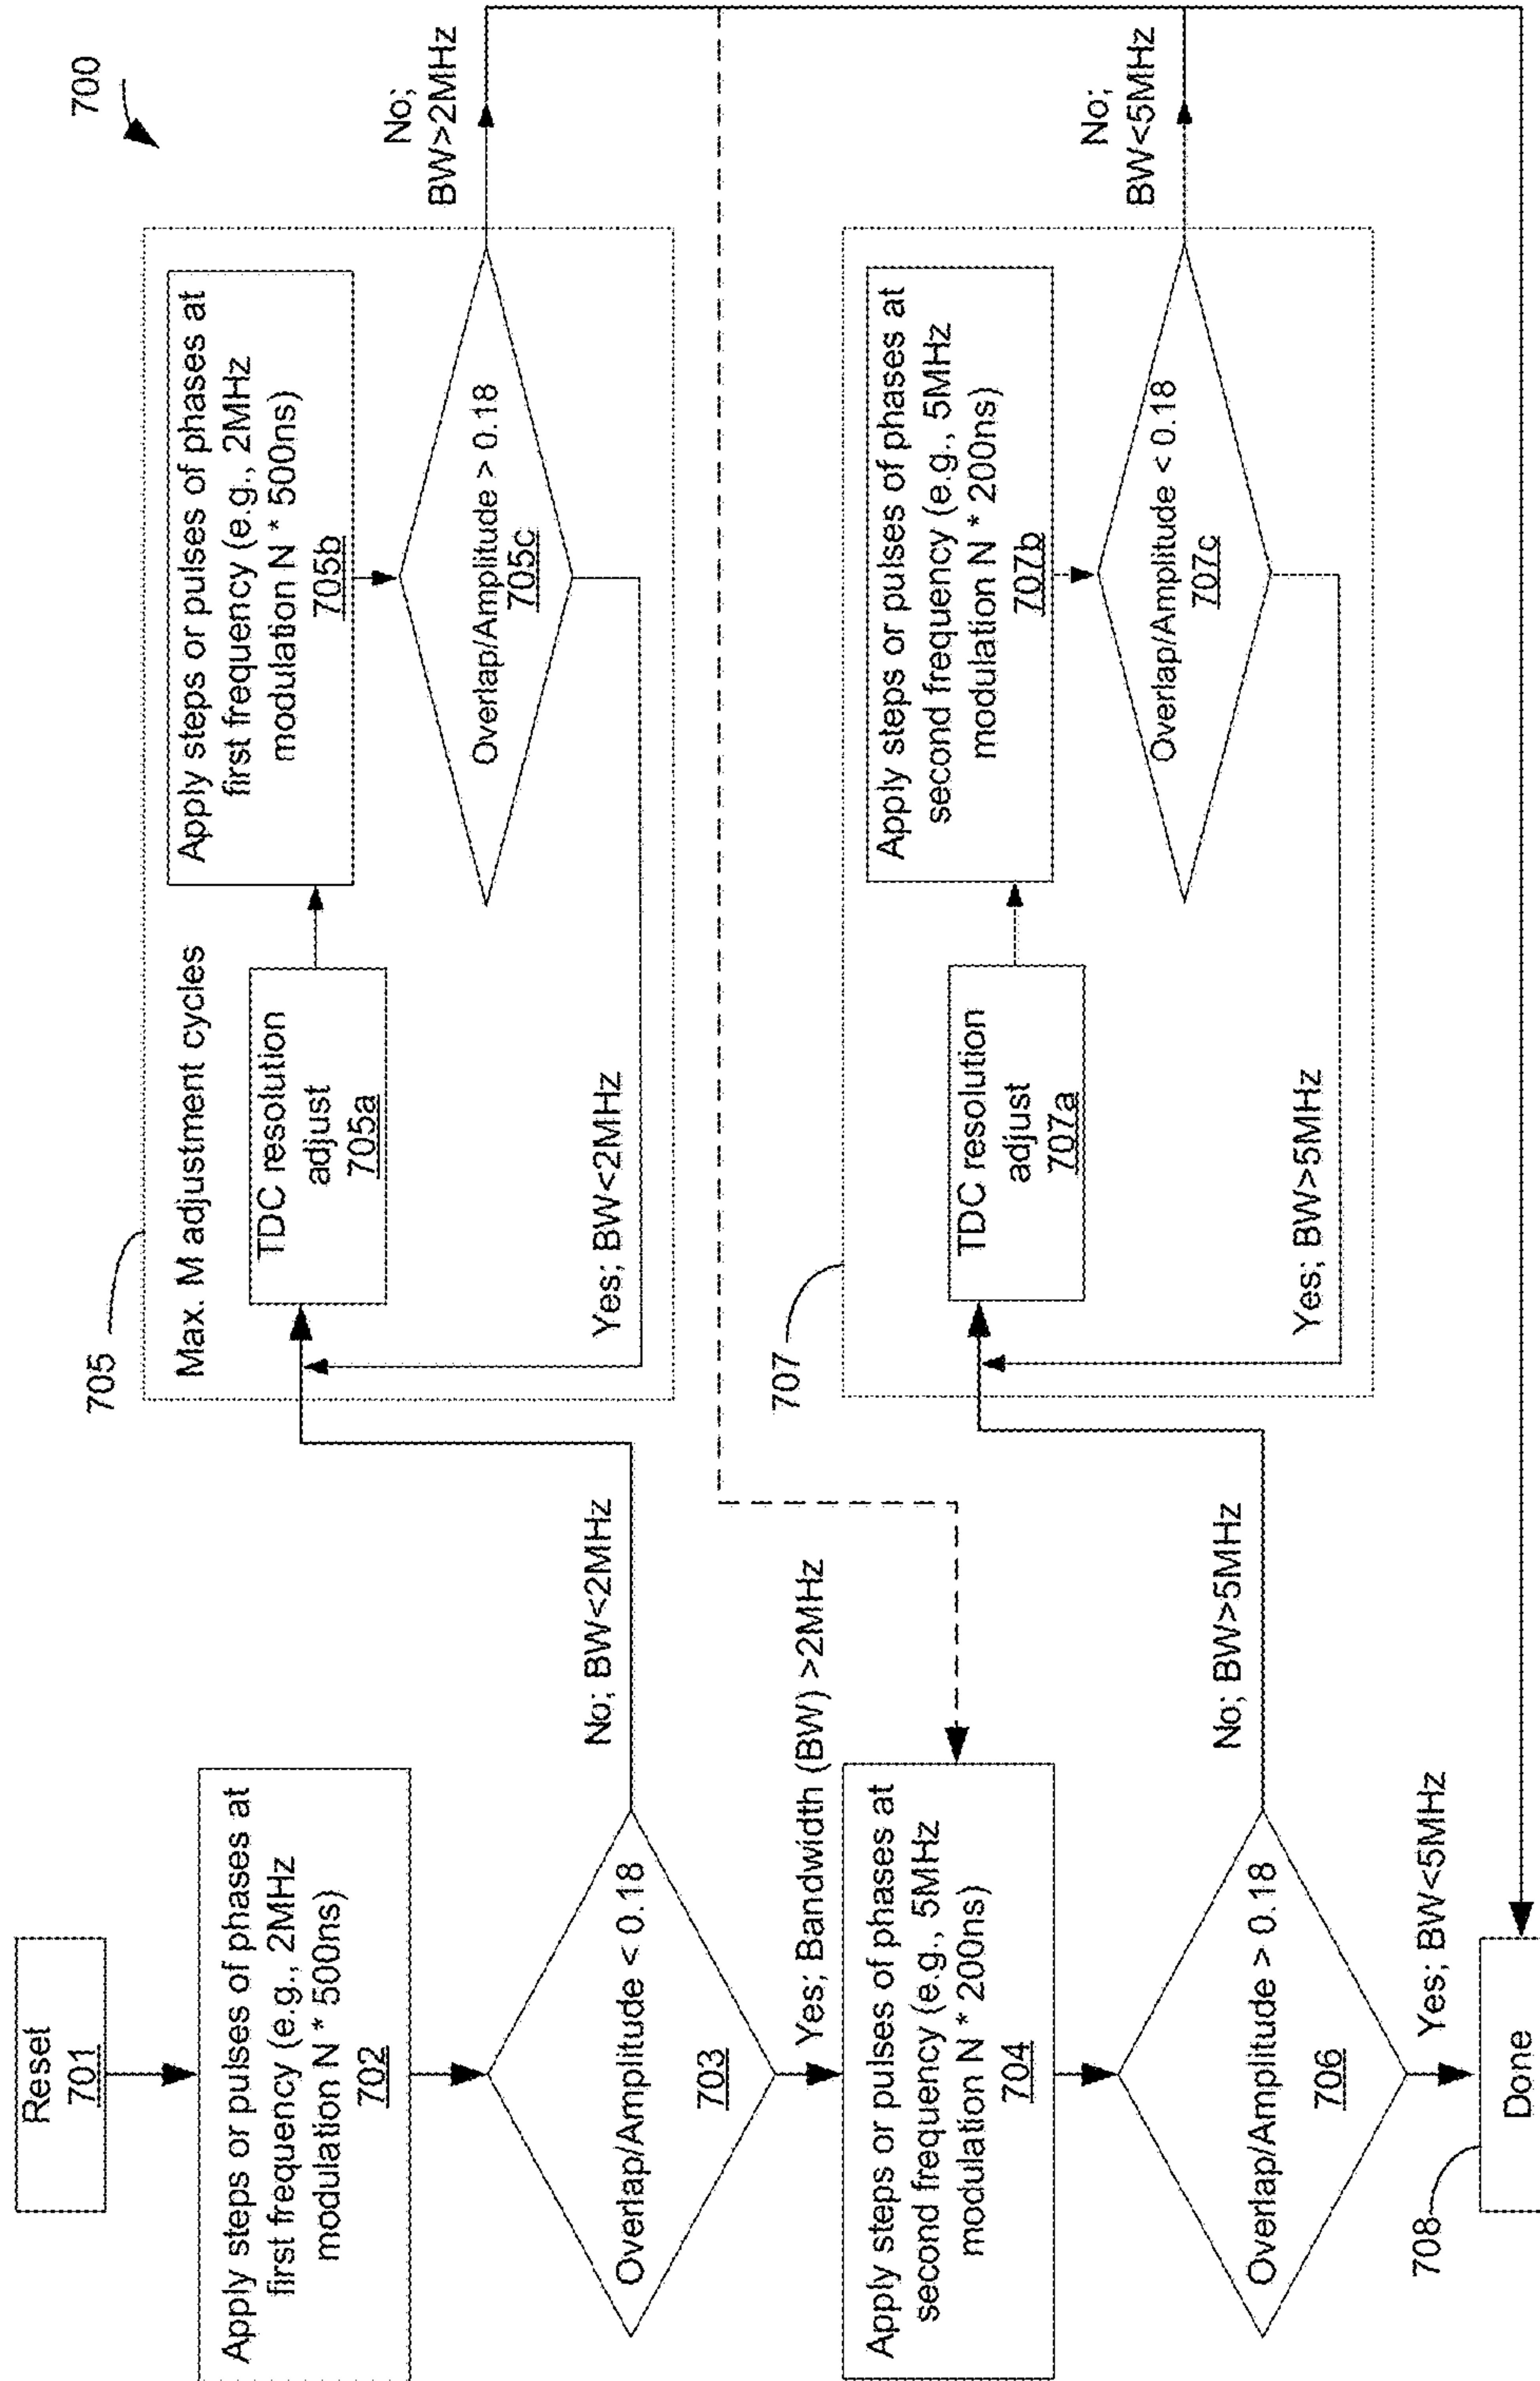 700
Reset
701
Apply steps or pulses of phases at
first frequency (e.g., 2MHz
modulation N * 500ns)
702
Overlap/Amplitude < 0.18
703
No; BW<2MHz
Yes; Bandwidth (BW) >2MHz
Apply steps or pulses of phases at
second frequency (e.g., 5MHz
modulation N * 200ns)
704
Overlap/Amplitude > 0.18
706
No; BW>5MHz
Yes; BW<5MHz
708
Done
705
Max. M adjustment cycles
TDC resolution
adjust
705a
Apply steps or pulses of phases at
first frequency (e.g., 2MHz
modulation N * 500ns)
705b
Overlap/Amplitude > 0.18
705c
Yes; BW<2MHz
No;
BW>2MHz
707
TDC resolution
adjust
707a
Apply steps or pulses of phases at
second frequency (e.g., 5MHz
modulation N * 200ns)
707b
Overlap/Amplitude < 0.18
707c
Yes; BW>5MHz
No;
BW<5MHz